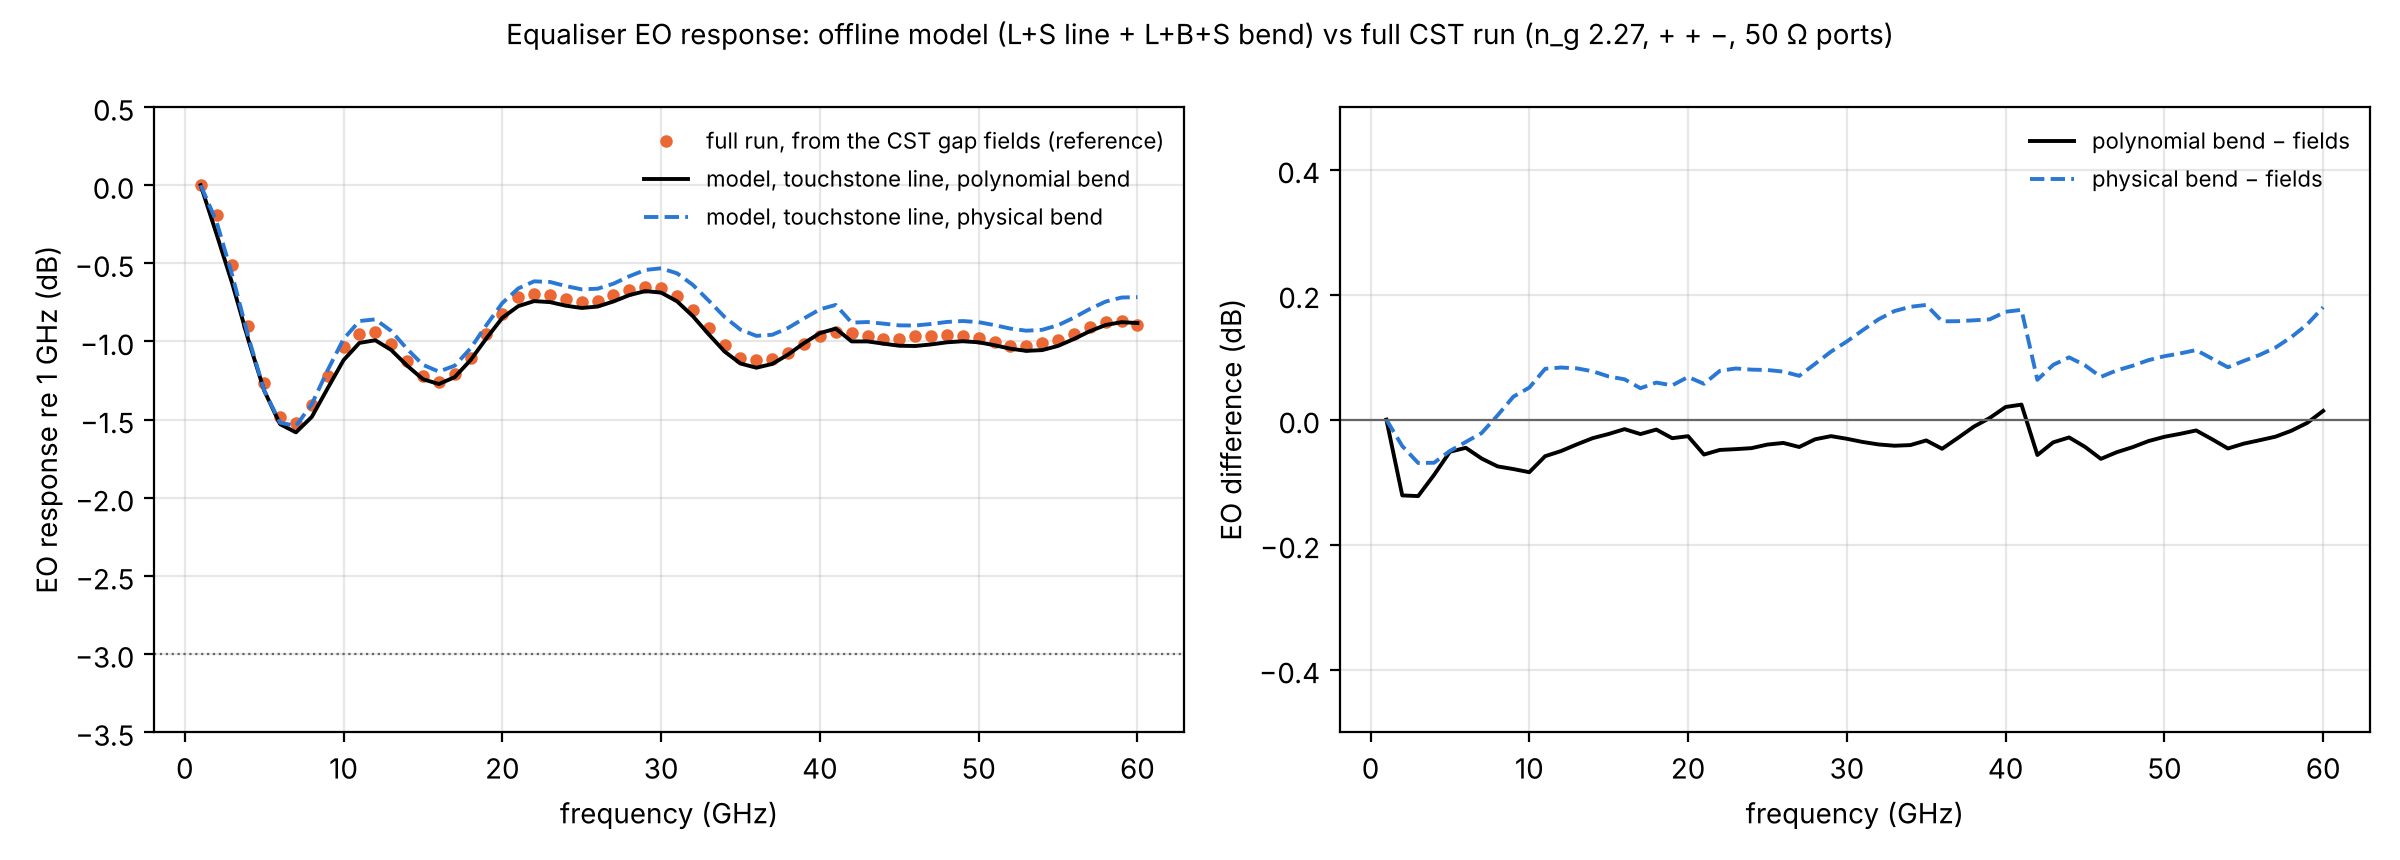 Equaliser EO response: offline model (L+S line + L+B+S bend) vs full CST run (n_g 2.27, + + −, 50 Ω ports)
EO response re 1 GHz (dB)
0.5
0.0
−0.5
−1.0
−1.5
−2.0
−2.5
−3.0
−3.5
full run, from the CST gap fields (reference)
model, touchstone line, polynomial bend
model, touchstone line, physical bend
0 10 20 30 40 50 60
frequency (GHz)
EO difference (dB)
0.4
0.2
0.0
−0.2
−0.4
polynomial bend − fields
physical bend − fields
0 10 20 30 40 50 60
frequency (GHz)